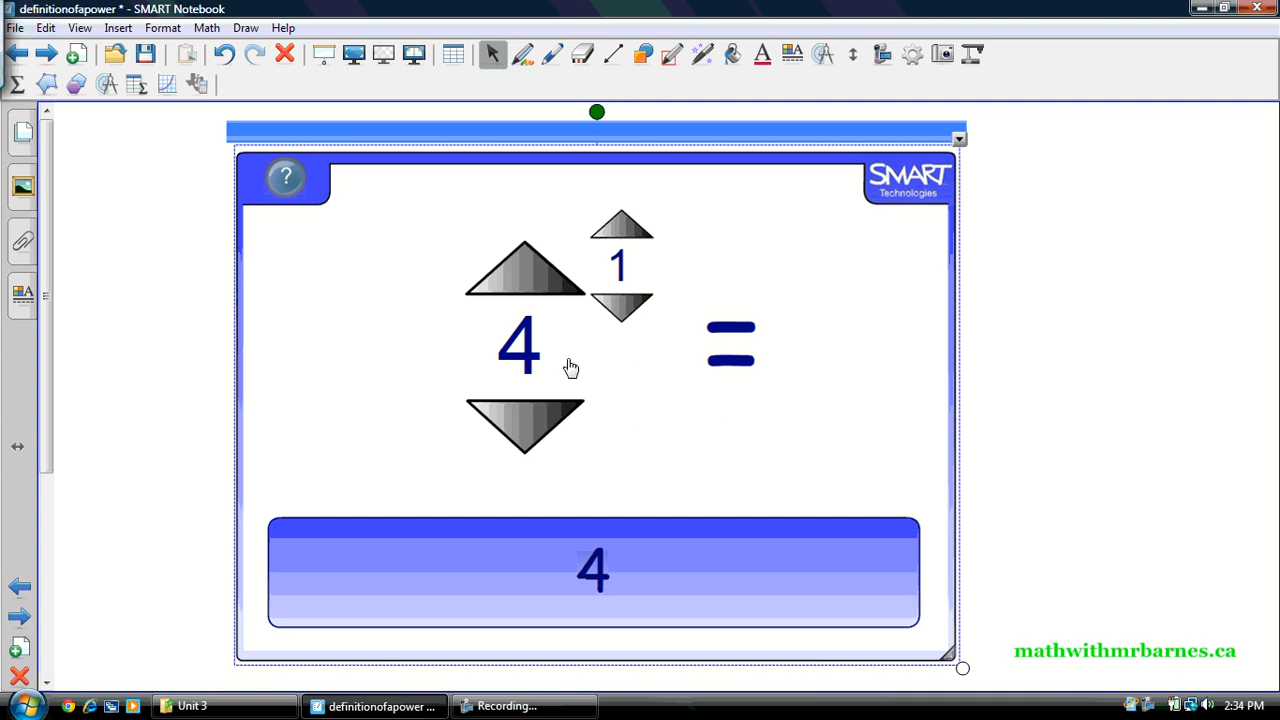 definitionofapower * - SMART Notebook
File Edit View Insert Format Math Draw Help
?
SMART
Technologies
1
4
=
4
mathwithmrbarnes.ca
Unit 3
definitionofapower ...
Recording...
2:34 PM